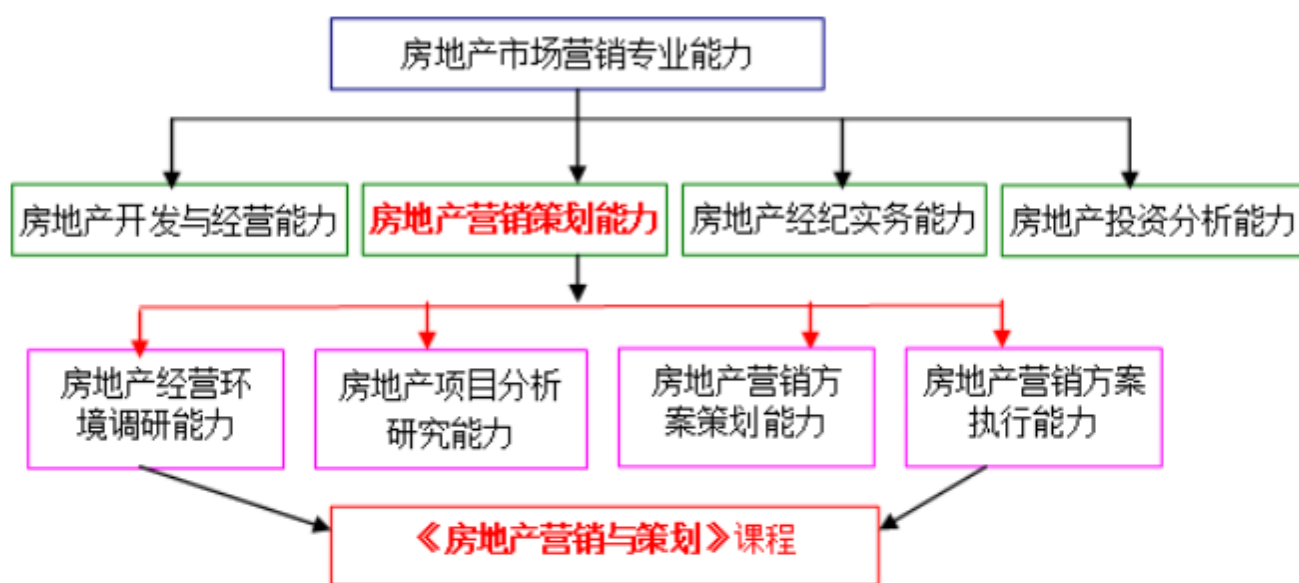 房地产市场营销专业能力
房地产开发与经营能力
房地产营销策划能力
房地产经纪实务能力
房地产投资分析能力
房地产经营环
境调研能力
房地产项目分析
研究能力
房地产营销方
案策划能力
房地产营销方案
执行能力
《房地产营销与策划》课程